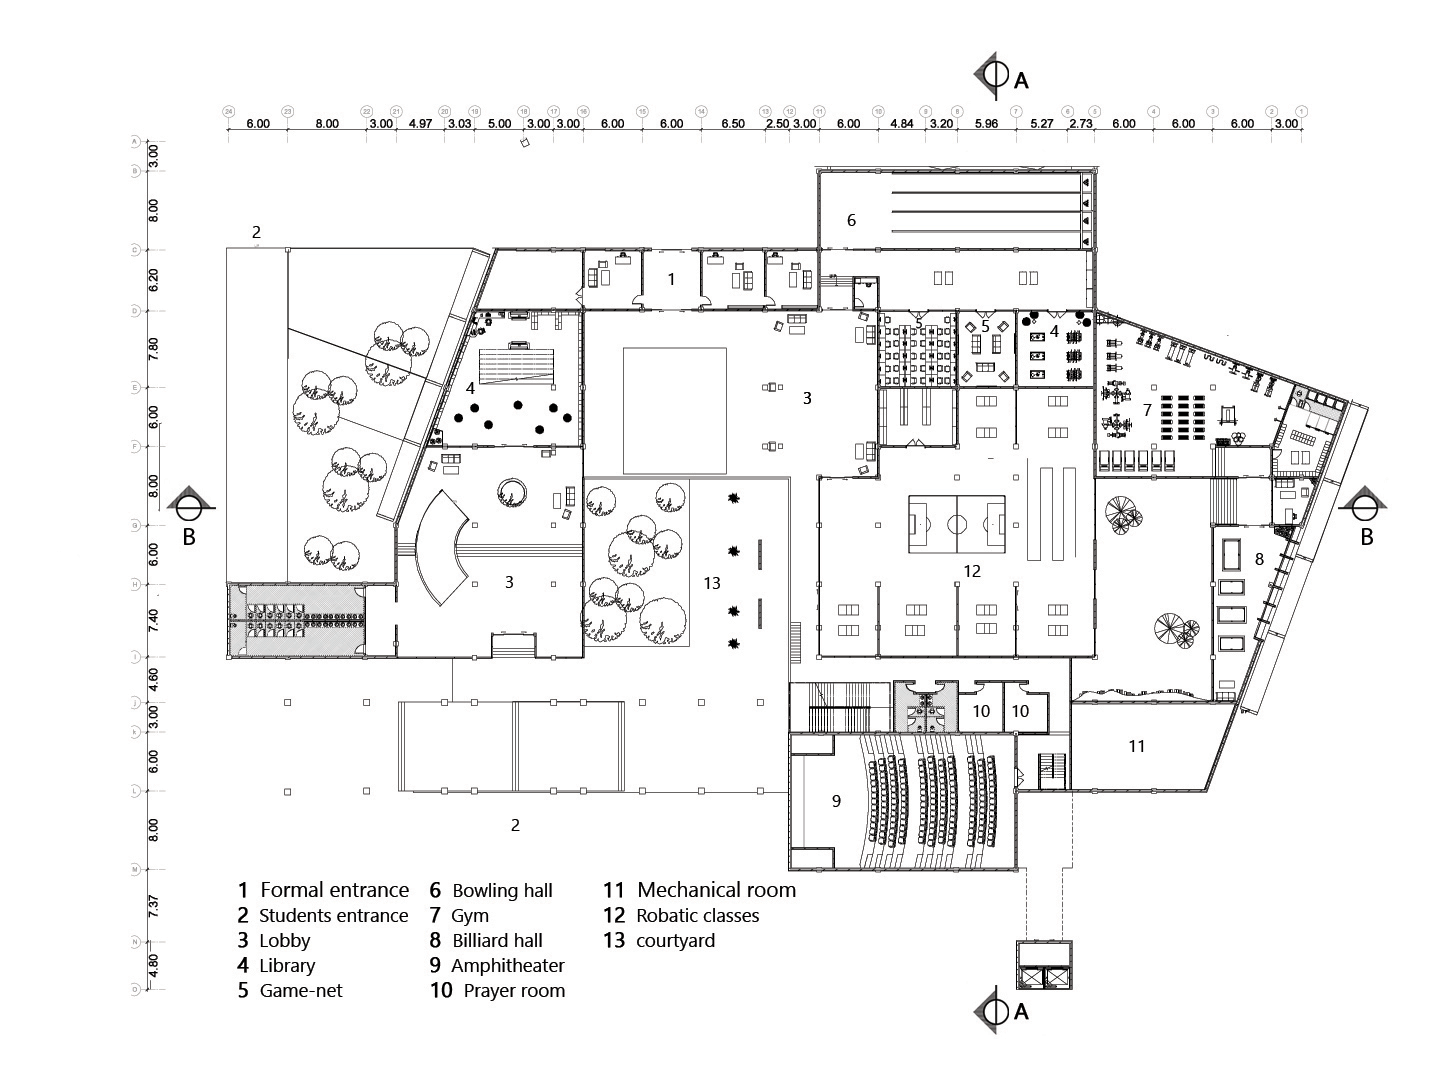 A
24 23 22 21 20 19 18 17 16 15 14 13 12 11 10 9 8 7 6 5 4 3 2 1
6.00 8.00 3.00 4.97 3.03 5.00 3.00 3.00 6.00 6.00 6.50 2.50 3.00 6.00 4.84 3.20 5.96 5.27 2.73 6.00 6.00 6.00 3.00
A
3.00
B
8.00
6
2
C
6.20
1
D
7.80
5 5 4
E
4 3 7
6.00
F
8.00
B B
G
6.00
8
12
3 13
H
7.40
I
4.60
J
10 10
3.00
K
11
6.00
L
9
2
8.00
M
7.37
N
4.80
O
1 Formal entrance
2 Students entrance
3 Lobby
4 Library
5 Game-net
6 Bowling hall
7 Gym
8 Billiard hall
9 Amphitheater
10 Prayer room
11 Mechanical room
12 Robatic classes
13 courtyard
A